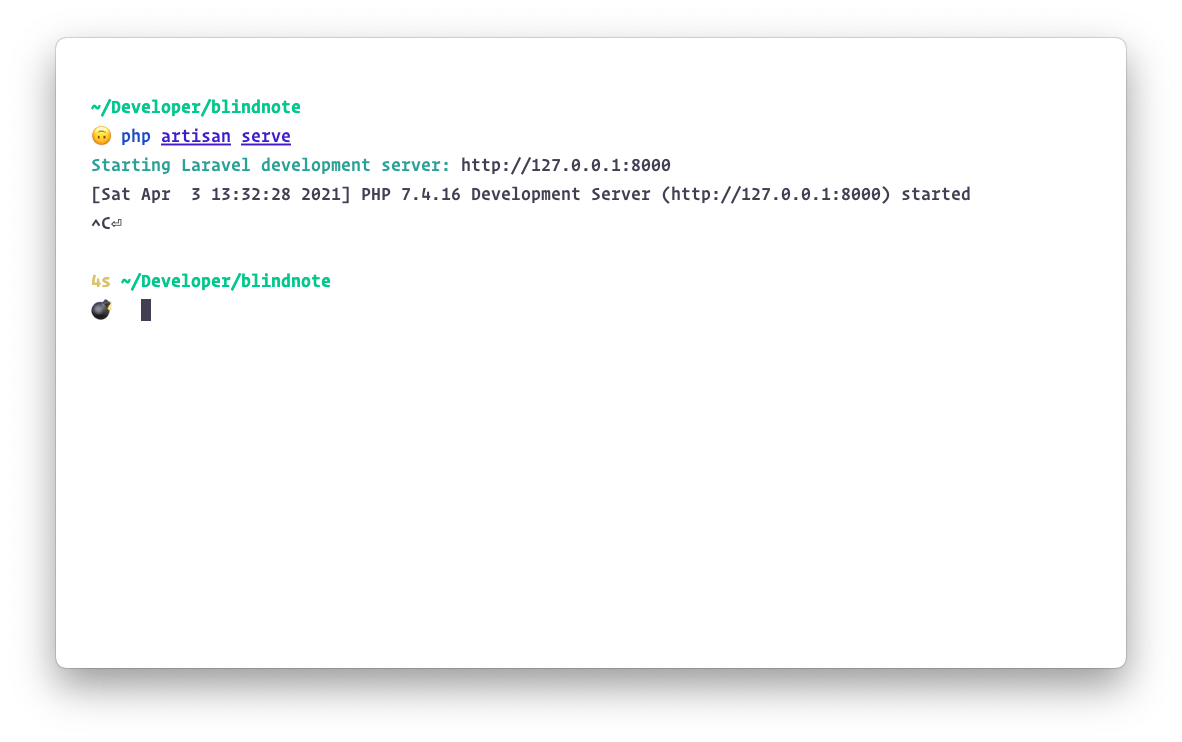 ~/Developer/blindnote
🙃 php artisan serve
Starting Laravel development server: http://127.0.0.1:8000
[Sat Apr  3 13:32:28 2021] PHP 7.4.16 Development Server (http://127.0.0.1:8000) started
^C⏎
4s ~/Developer/blindnote
💣